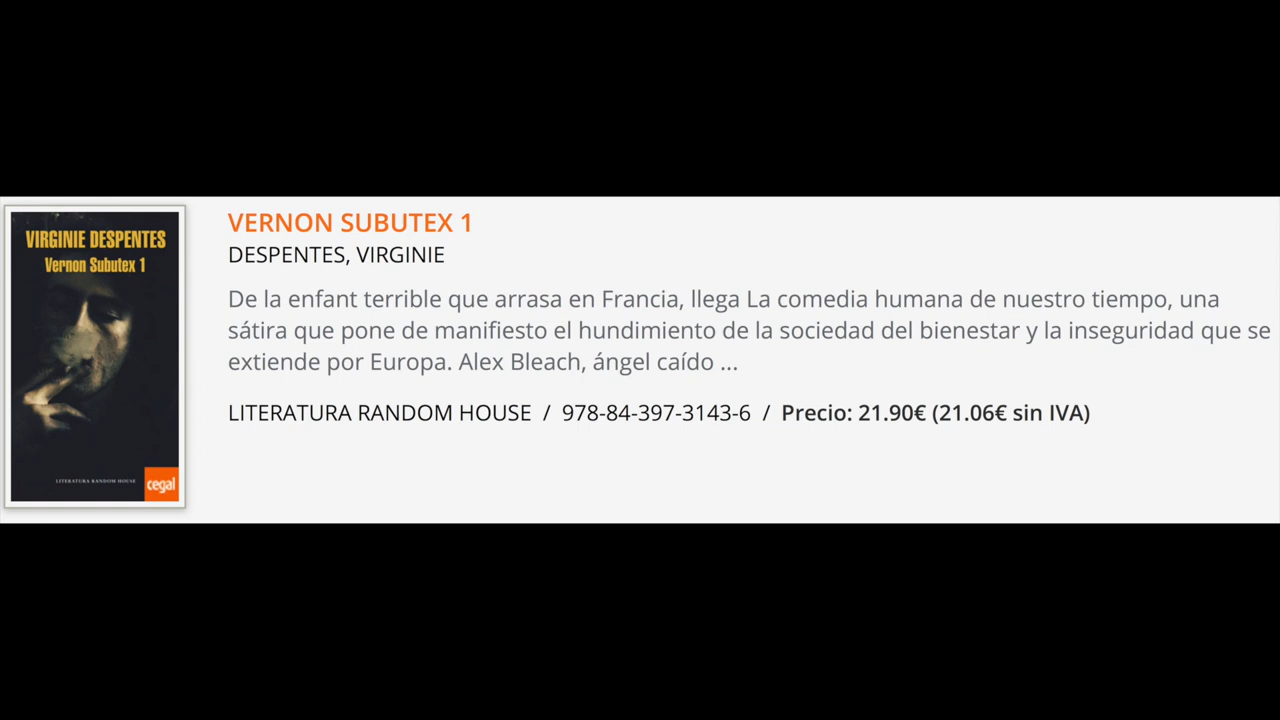 VIRGINIE DESPENTES
Vernon Subutex 1
LITERATURA RANDOM HOUSE
cegal
VERNON SUBUTEX 1
DESPENTES, VIRGINIE
De la enfant terrible que arrasa en Francia, llega La comedia humana de nuestro tiempo, una
sátira que pone de manifiesto el hundimiento de la sociedad del bienestar y la inseguridad que se
extiende por Europa. Alex Bleach, ángel caído ...
LITERATURA RANDOM HOUSE / 978-84-397-3143-6 / Precio: 21.90€ (21.06€ sin IVA)